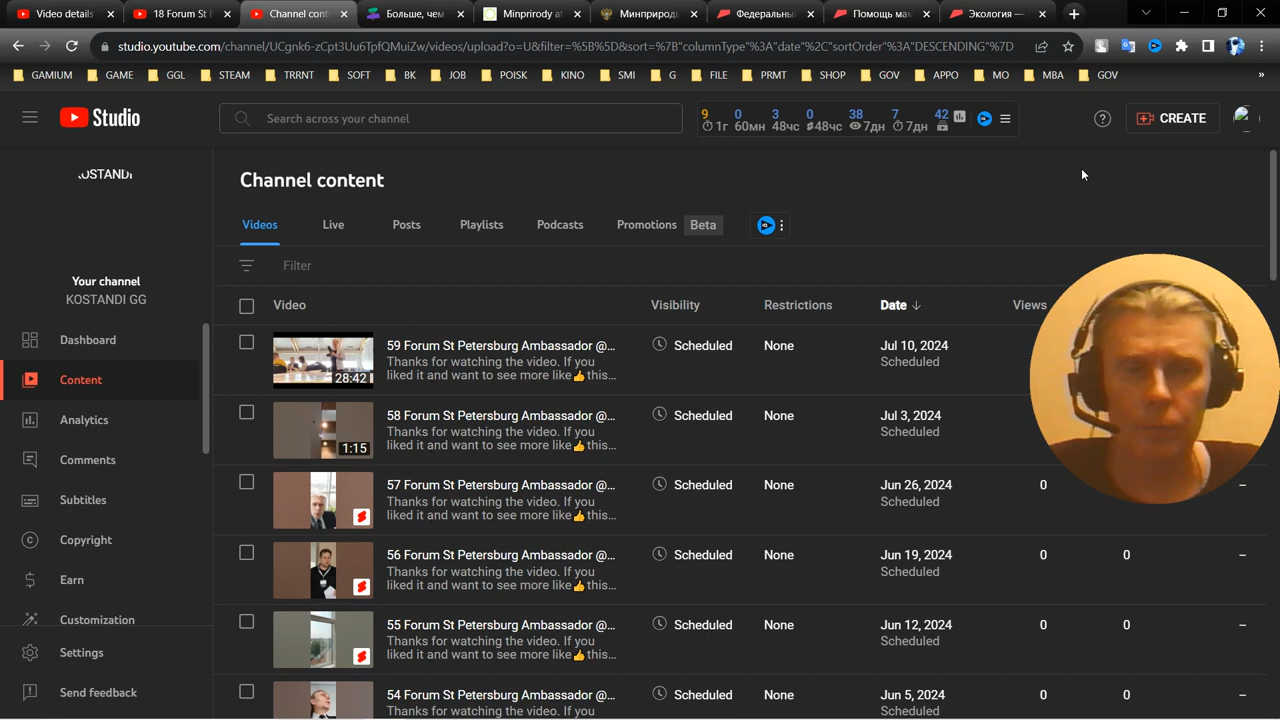 Video details
18 Forum St P
Channel cont
Больше, чем
Minprirody at
Минприрод
Федеральны
Помощь ма
Экология —
studio.youtube.com/channel/UCgnk6-zCpt3Uu6TpfQMuiZw/videos/upload?o=U&filter=%5B%5D&sort=%7B"columnType"%3A"date"%2C"sortOrder"%3A"DESCENDING"%7D
GAMIUM GAME GGL STEAM TRRNT SOFT BK JOB POISK KINO SMI G FILE PRMT SHOP GOV APPO MO MBA GOV »
Studio
Search across your channel
9 0 3 0 38 7 42
1г 60мн 48чс 48чс 7дн 7дн
CREATE
Channel content
Videos Live Posts Playlists Podcasts Promotions Beta
Filter
Your channel
KOSTANDI GG
Dashboard
Content
Analytics
Comments
Subtitles
Copyright
Earn
Customization
Settings
Send feedback
Video Visibility Restrictions Date Views
28:42
59 Forum St Petersburg Ambassador @...
Thanks for watching the video. If you
liked it and want to see more like👍this...
Scheduled None Jul 10, 2024
Scheduled
1:15
58 Forum St Petersburg Ambassador @...
Thanks for watching the video. If you
liked it and want to see more like👍this...
Scheduled None Jul 3, 2024
Scheduled
57 Forum St Petersburg Ambassador @...
Thanks for watching the video. If you
liked it and want to see more like👍this...
Scheduled None Jun 26, 2024 0 –
Scheduled
56 Forum St Petersburg Ambassador @...
Thanks for watching the video. If you
liked it and want to see more like👍this...
Scheduled None Jun 19, 2024 0 0 –
Scheduled
55 Forum St Petersburg Ambassador @...
Thanks for watching the video. If you
liked it and want to see more like👍this...
Scheduled None Jun 12, 2024 0 0 –
Scheduled
54 Forum St Petersburg Ambassador @...
Thanks for watching the video. If you
Scheduled None Jun 5, 2024 0 0 –
Scheduled